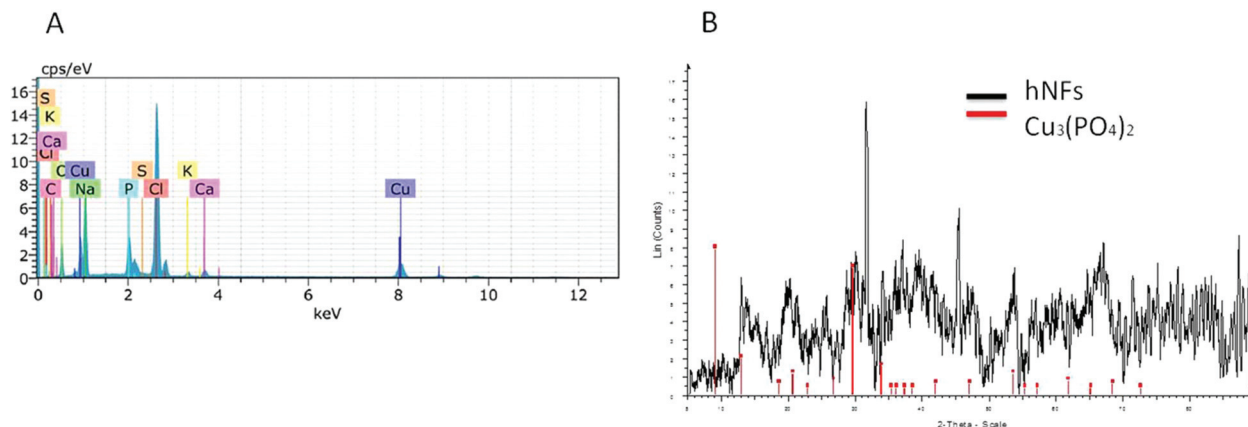 A
B
cps/eV
16
14
12
10
8
6
4
2
0
S
K
Ca
Cl
C
C
Cu
Na
P
S
Cl
K
Ca
Cu
0 2 4 6 8 10 12
keV
hNFs
Cu₃(PO₄)₂
Lin (Counts)
2-Theta - Scale